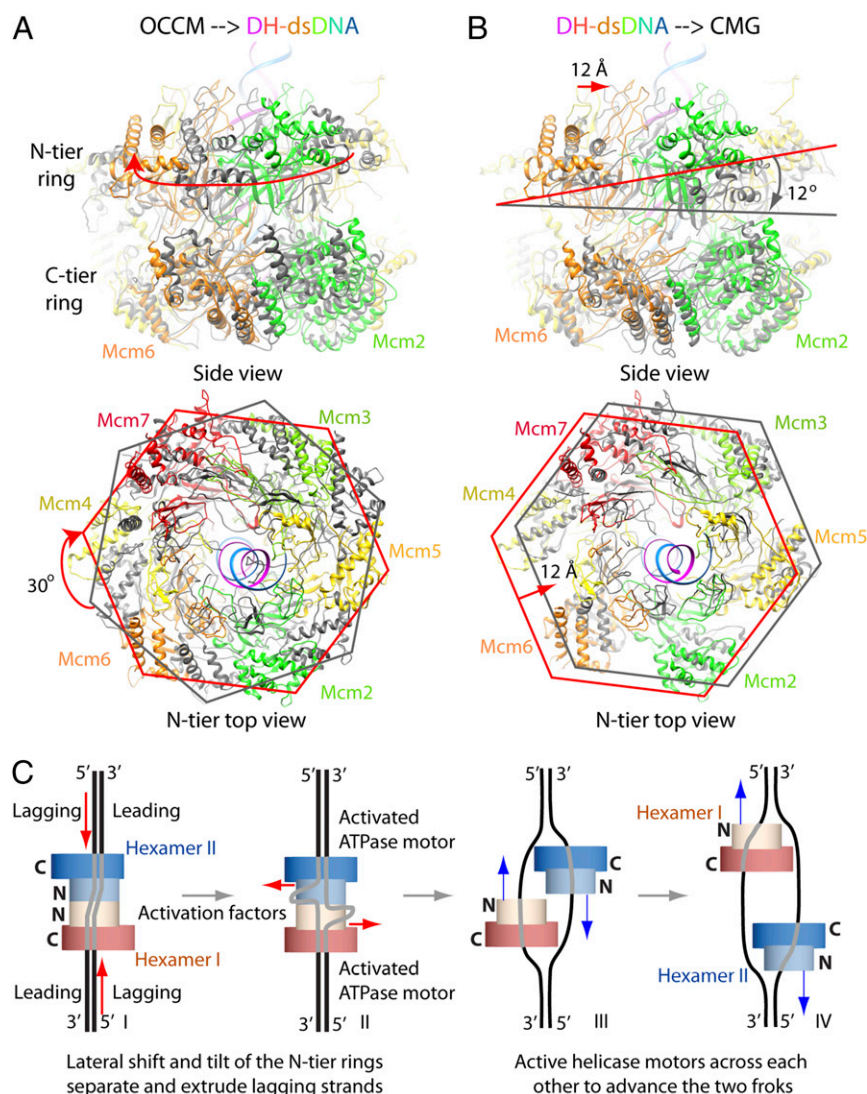 A
OCCM --> DH-dsDNA
N-tier
ring
C-tier
ring
Mcm6
Mcm2
Side view
Mcm7
Mcm3
Mcm4
Mcm5
30°
Mcm6
Mcm2
N-tier top view
B
DH-dsDNA --> CMG
12 Å
12°
Mcm6
Mcm2
Side view
Mcm7
Mcm3
Mcm4
Mcm5
12 Å
Mcm6
Mcm2
N-tier top view
C
5' 3'
Lagging Leading
Hexamer II
C
N
N
C
Hexamer I
Leading Lagging
3' 5' I
5' 3'
Activated
ATPase motor
Activation factors
Activated
ATPase motor
3' 5' II
Lateral shift and tilt of the N-tier rings
separate and extrude lagging strands
5' 3'
N
C
C
N
3' 5' III
5' 3'
Hexamer I
N
C
C
N
Hexamer II
3' 5' IV
Active helicase motors across each
other to advance the two froks